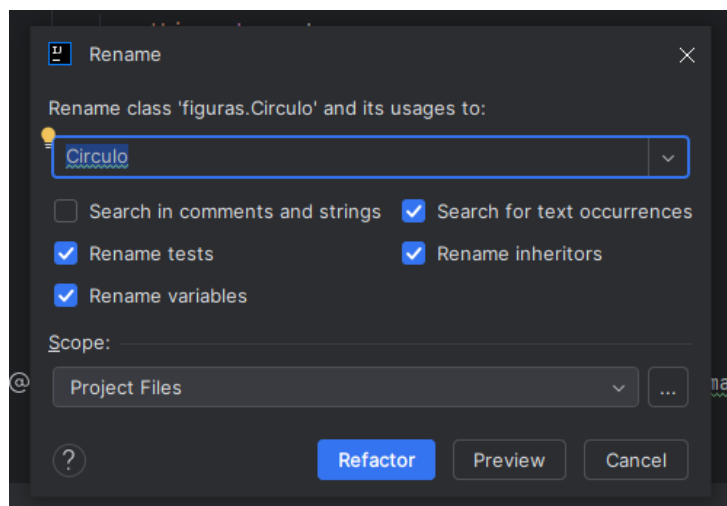 Rename
Rename class 'figuras.Circulo' and its usages to:
Circulo
Search in comments and strings Search for text occurrences
Rename tests Rename inheritors
Rename variables
Scope:
@ Project Files ... ma
? Refactor Preview Cancel